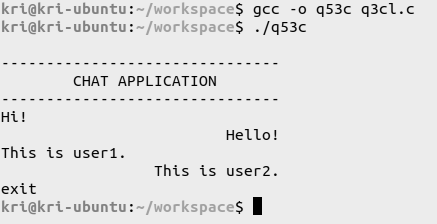 kri@kri-ubuntu:~/workspace$ gcc -o q53c q3cl.c
kri@kri-ubuntu:~/workspace$ ./q53c
-------------------------------
CHAT APPLICATION
-------------------------------
Hi!
Hello!
This is user1.
This is user2.
exit
kri@kri-ubuntu:~/workspace$